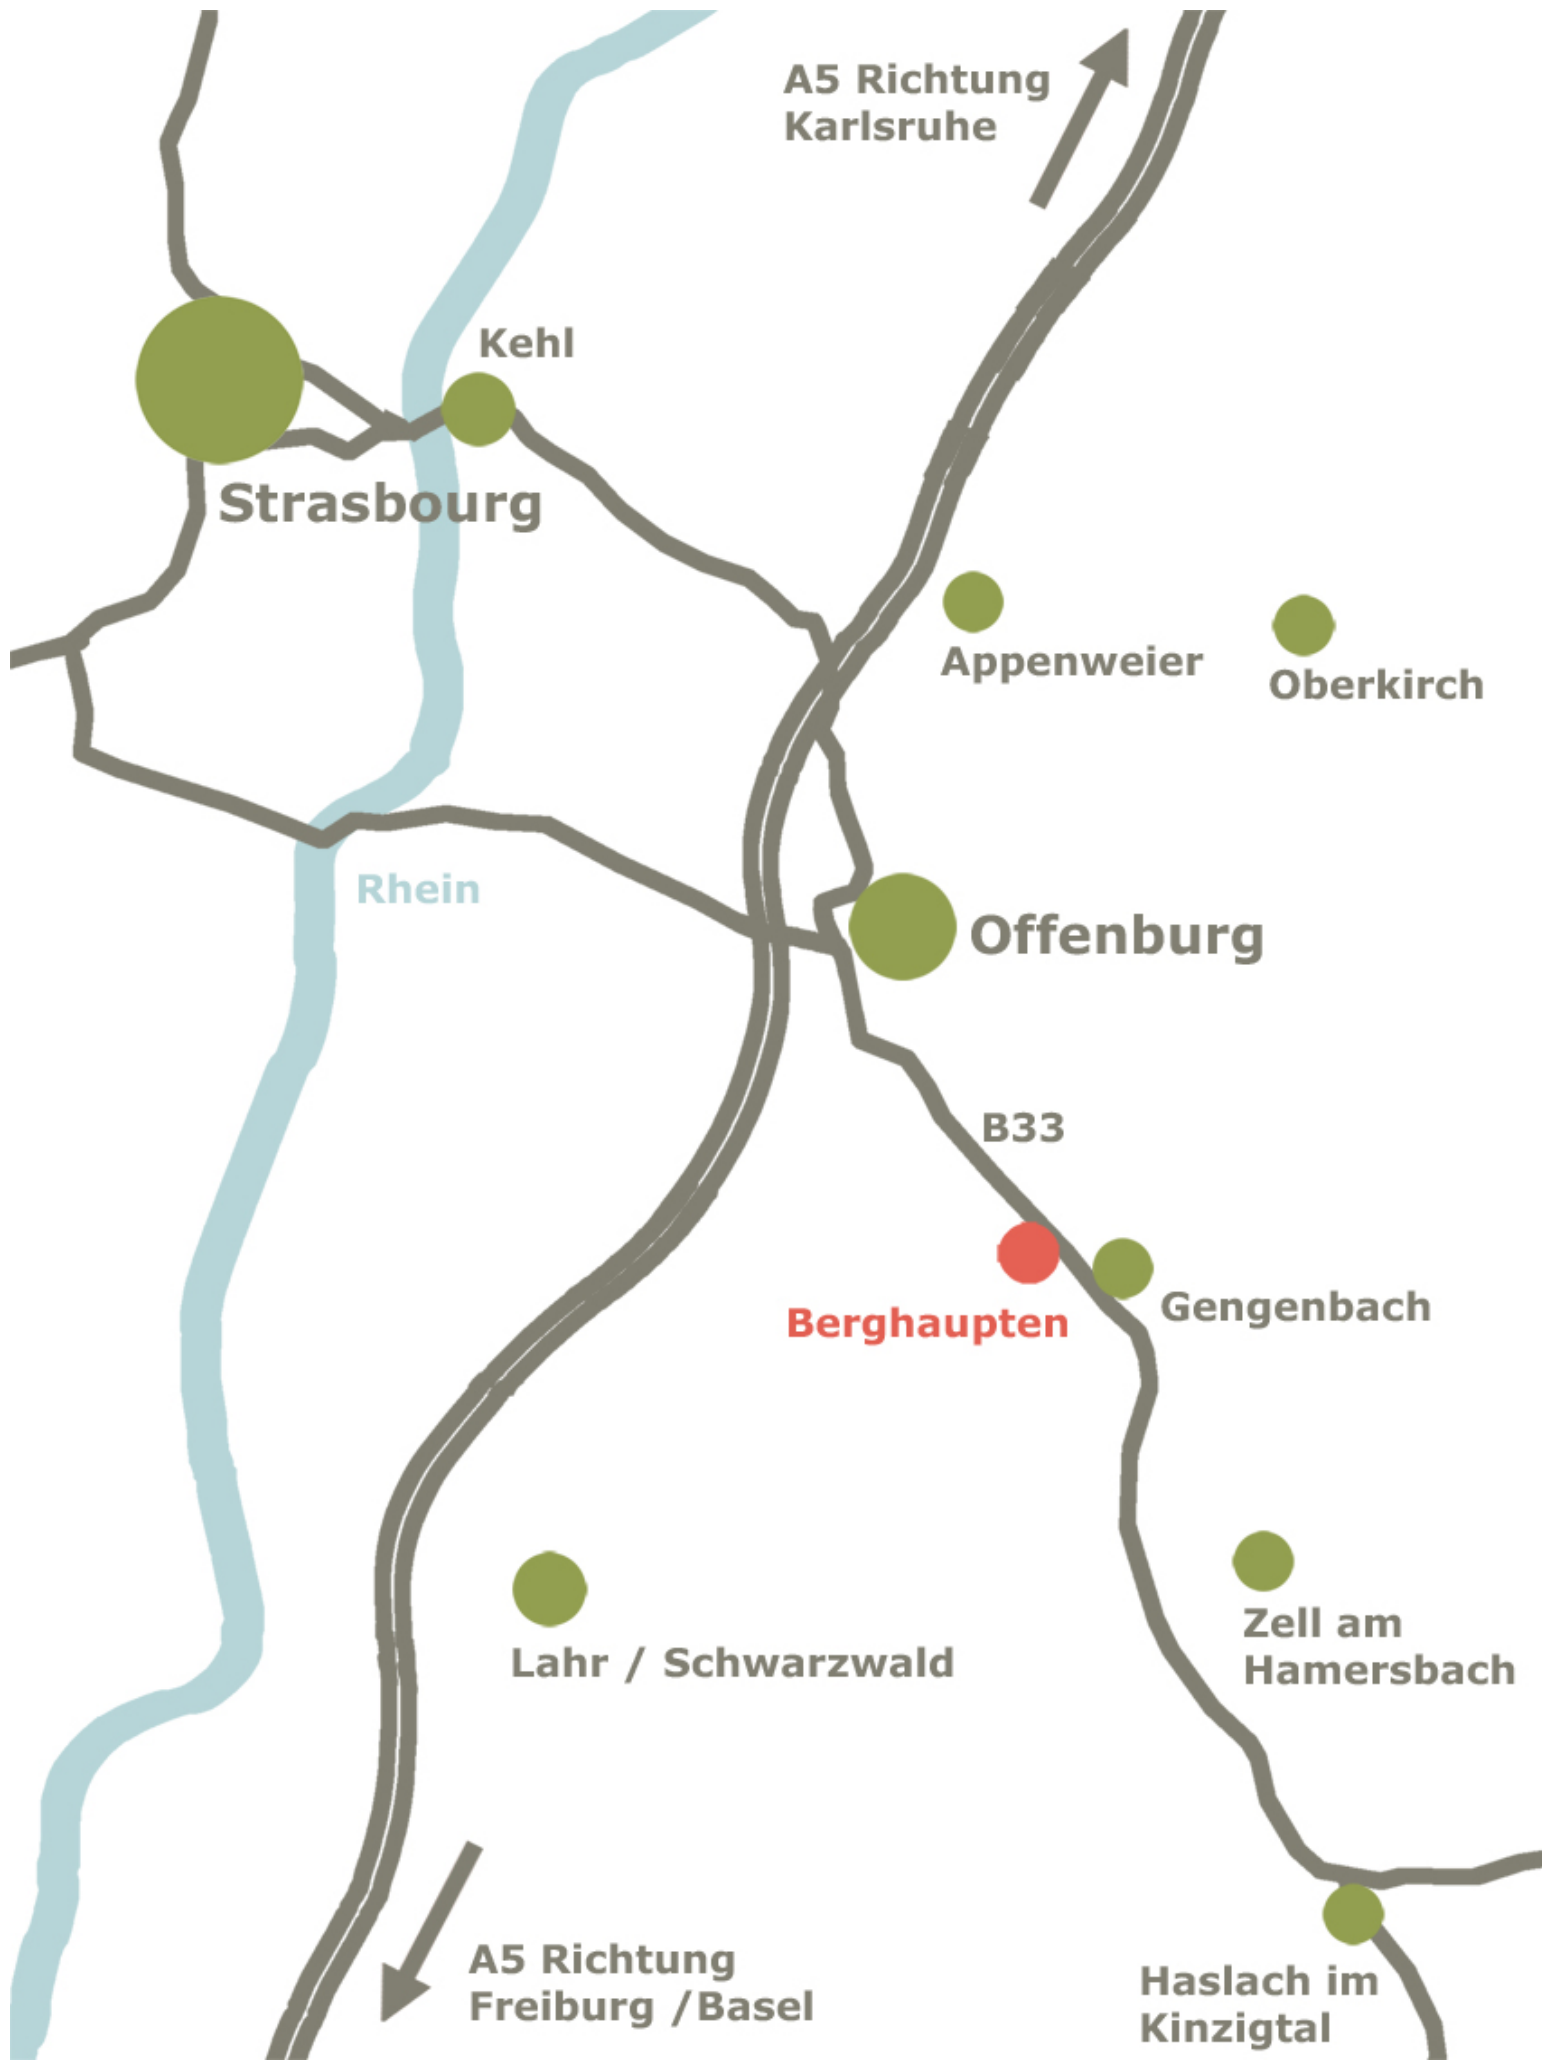 A5 Richtung
Karlsruhe
Kehl
Strasbourg
Appenweier
Oberkirch
Rhein
Offenburg
B33
Berghaupten
Gengenbach
Lahr / Schwarzwald
Zell am
Hamersbach
A5 Richtung
Freiburg /Basel
Haslach im
Kinzigtal